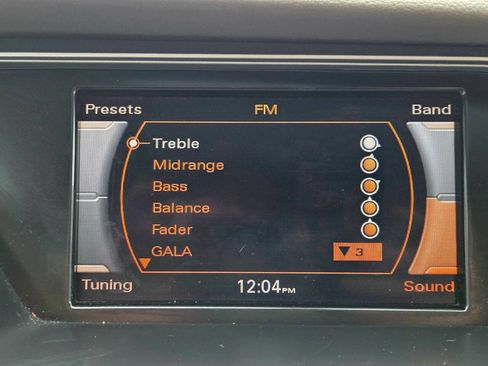 Presets FM Band
Treble
Midrange
Bass
Balance
Fader
GALA 3
Tuning 12:04PM Sound